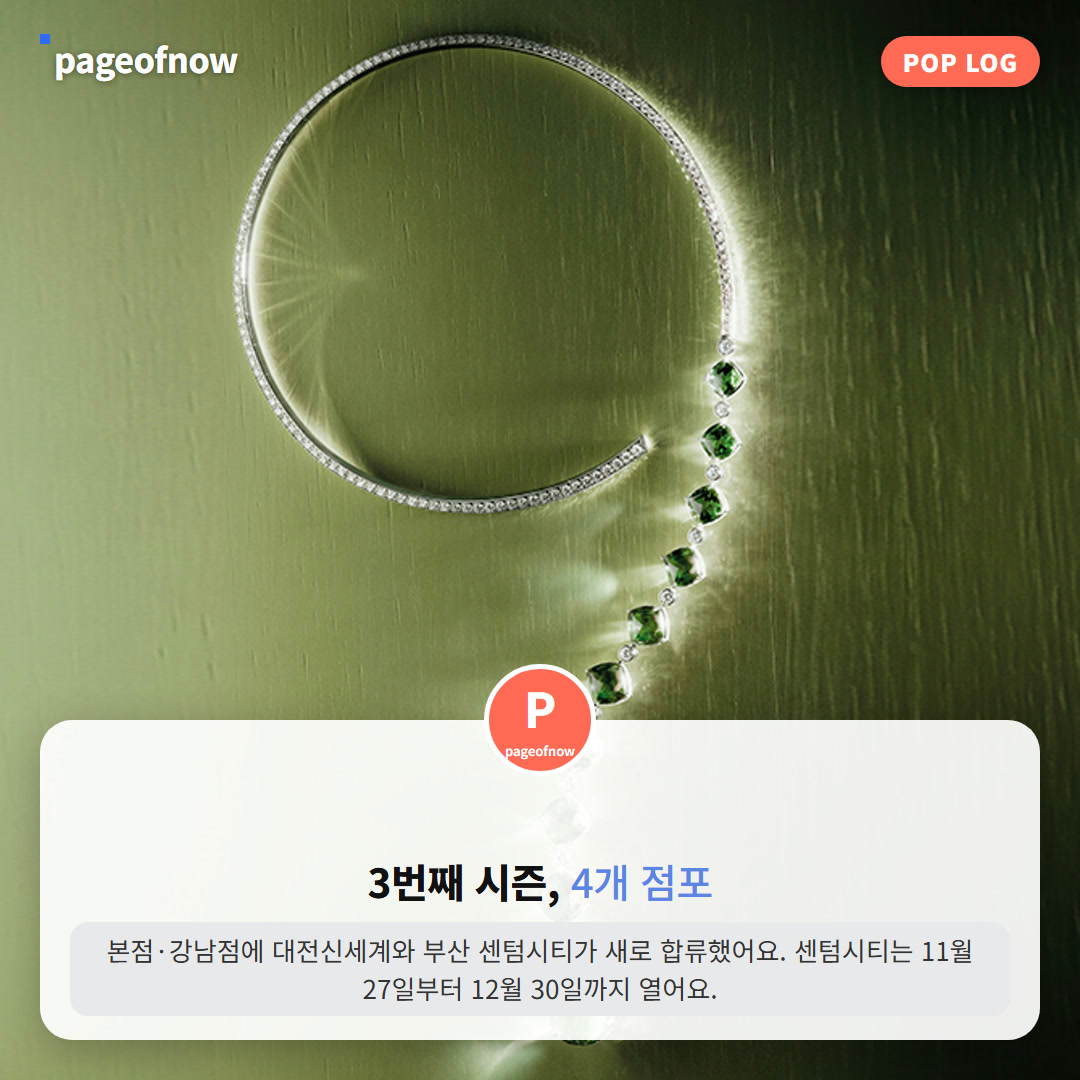 pageofnow
POP LOG
P
pageofnow
3번째 시즌, 4개 점포
본점·강남점에 대전신세계와 부산 센텀시티가 새로 합류했어요. 센텀시티는 11월
27일부터 12월 30일까지 열어요.